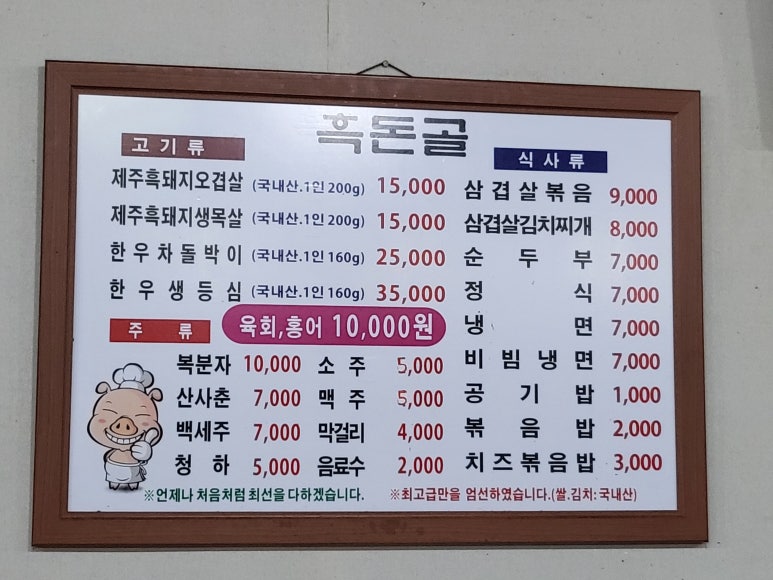 흑돈골
고기류
제주흑돼지오겹살 (국내산.1인 200g) 15,000
제주흑돼지생목살 (국내산.1인 200g) 15,000
한우차돌박이 (국내산.1인 160g) 25,000
한우생등심 (국내산.1인 160g) 35,000
육회,홍어 10,000원
주류
복분자 10,000 소주 5,000
산사춘 7,000 맥주 5,000
백세주 7,000 막걸리 4,000
청하 5,000 음료수 2,000
식사류
삼겹살볶음 9,000
삼겹살김치찌개 8,000
순두부 7,000
정식 7,000
냉면 7,000
비빔냉면 7,000
공기밥 1,000
볶음밥 2,000
치즈볶음밥 3,000
※언제나 처음처럼 최선을 다하겠습니다.
※최고급만을 엄선하였습니다.(쌀.김치:국내산)